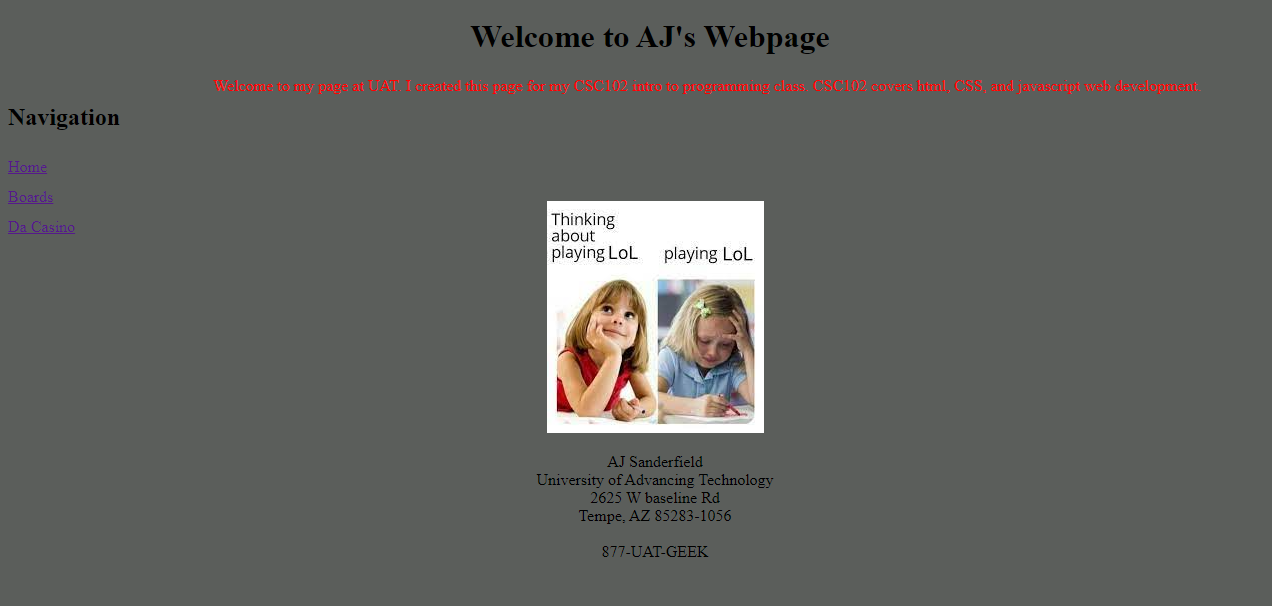 Welcome to AJ's Webpage
Welcome to my page at UAT. I created this page for my CSC102 intro to programming class. CSC102 covers html, CSS, and javascript web development.
Navigation
Home
Boards
Da Casino
Thinking
about
playing LoL
playing LoL
AJ Sanderfield
University of Advancing Technology
2625 W baseline Rd
Tempe, AZ 85283-1056
877-UAT-GEEK